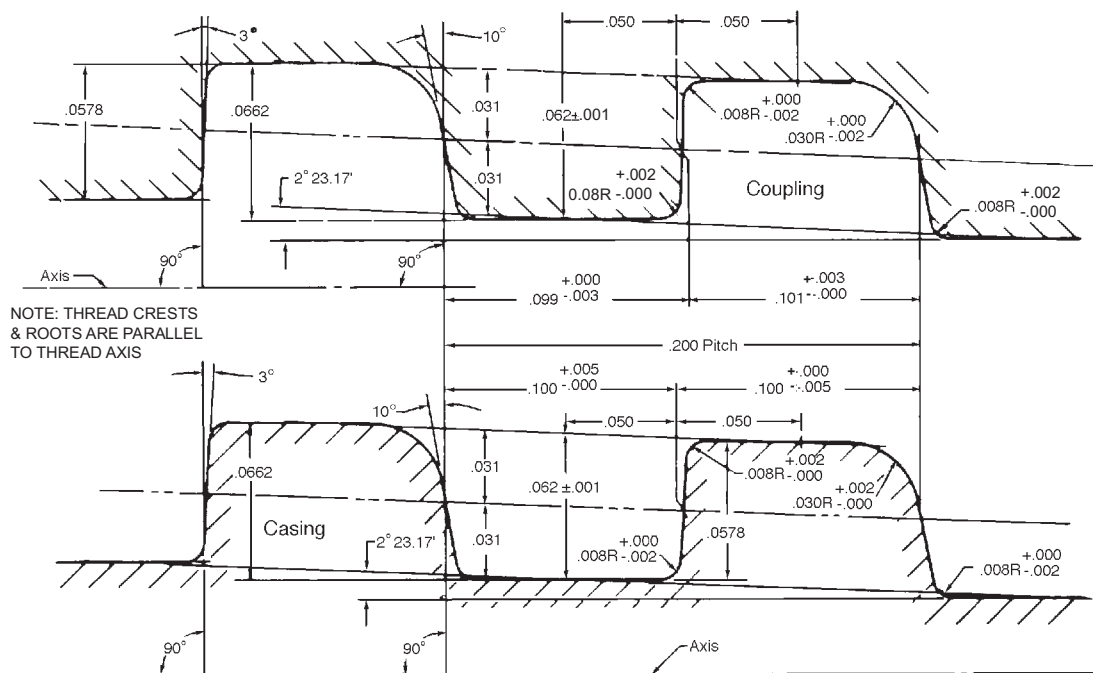 3°
10°
.050
.050
.0578
.0662
.031
.062±.001
+.000
.008R -.002
+.000
.030R -.002
2° 23.17'
.031
+.002
0.08R -.000
Coupling
+.002
.008R -.000
90°
90°
Axis
+.000
.099 -.003
+.003
.101 -.000
NOTE: THREAD CRESTS
& ROOTS ARE PARALLEL
TO THREAD AXIS
.200 Pitch
3°
10°
+.005
.100 -.000
+.000
.100 -.005
.050
.050
.0662
.031
.062 ±.001
+.002
.008R -.000
+.002
.030R -.000
Casing
2° 23.17'
.031
+.000
.008R -.002
.0578
+.000
.008R -.002
90°
90°
Axis